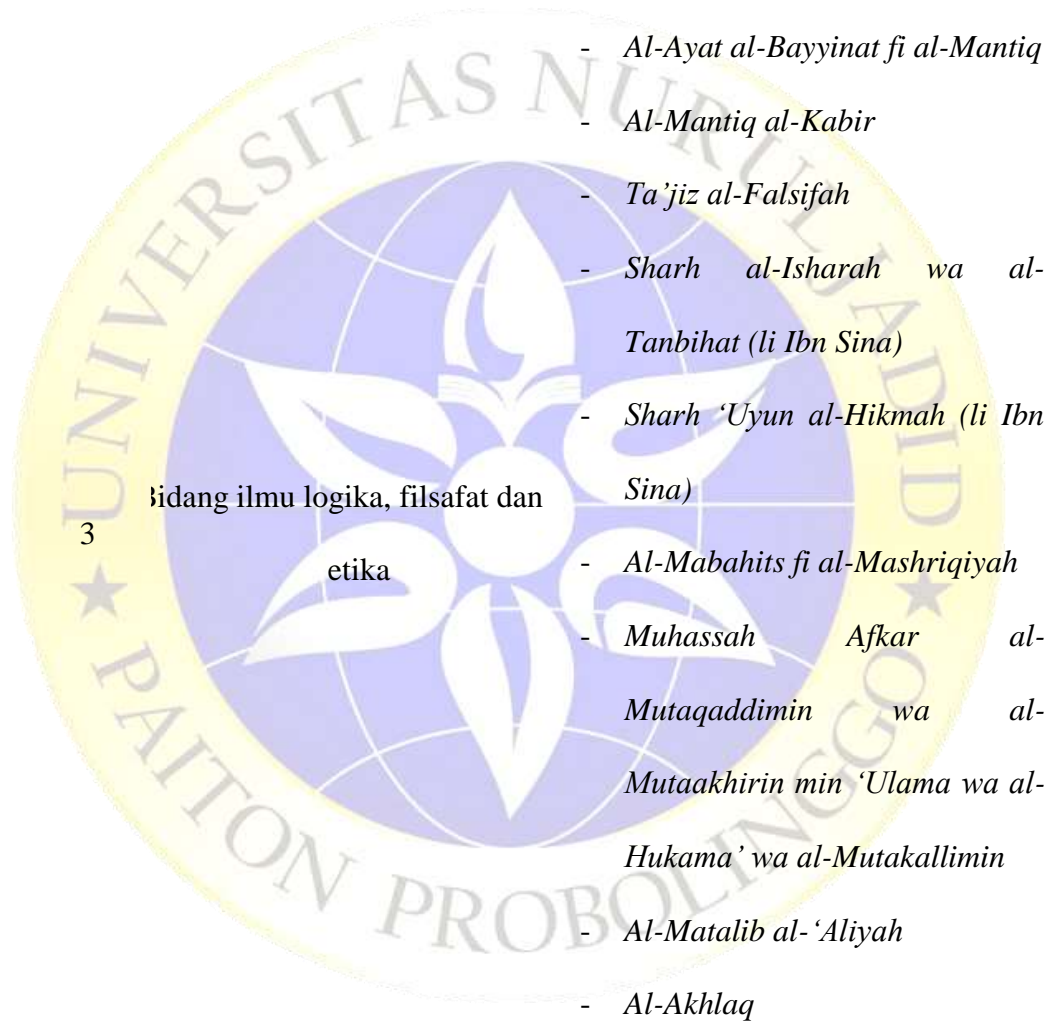 - Al-Ayat al-Bayyinat fi al-Mantiq
- Al-Mantiq al-Kabir
- Ta’jiz al-Falsifah
- Sharh al-Isharah wa al-
Tanbihat (li Ibn Sina)
- Sharh ‘Uyun al-Hikmah (li Ibn
Sina)
3
Bidang ilmu logika, filsafat dan
etika
- Al-Mabahits fi al-Mashriqiyah
- Muhassah Afkar al-
Mutaqaddimin wa al-
Mutaakhirin min ‘Ulama wa al-
Hukama’ wa al-Mutakallimin
- Al-Matalib al-‘Aliyah
- Al-Akhlaq
UNIVERSITAS NURUL JADID
PAITON PROBOLINGGO